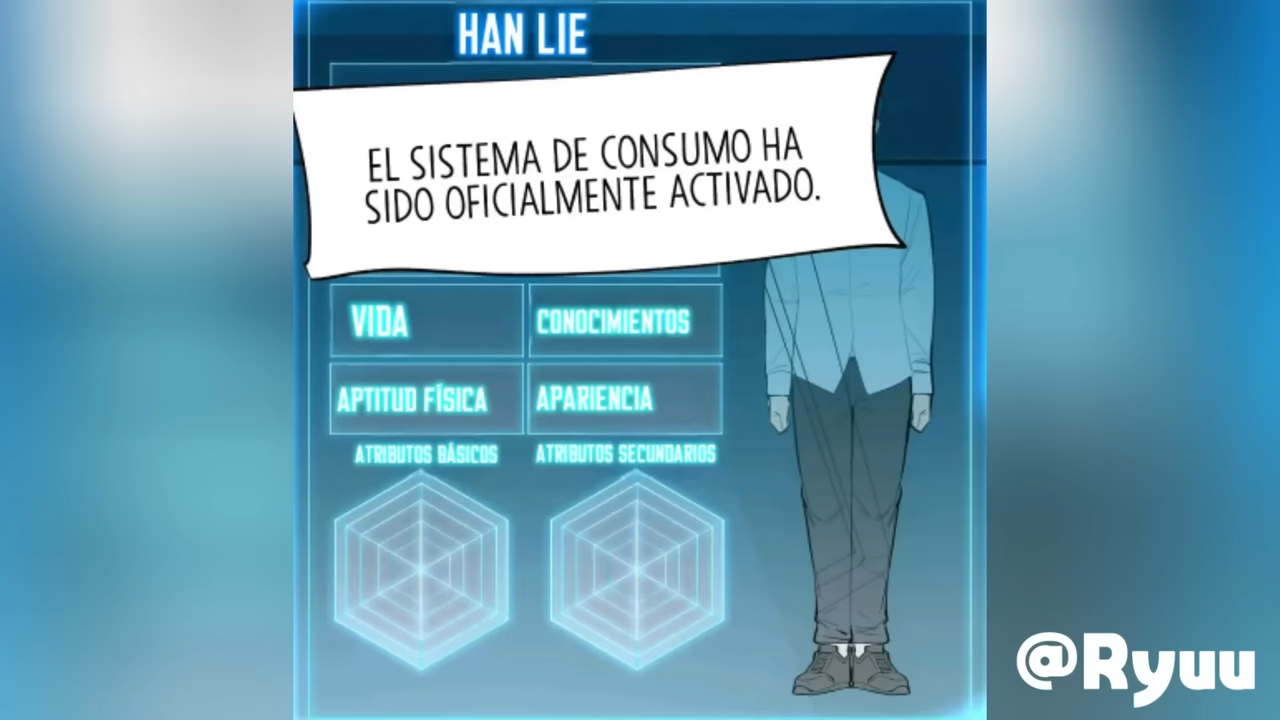 HAN LIE
EL SISTEMA DE CONSUMO HA
SIDO OFICIALMENTE ACTIVADO.
VIDA
CONOCIMIENTOS
APTITUD FÍSICA
APARIENCIA
ATRIBUTOS BÁSICOS
ATRIBUTOS SECUNDARIOS
@Ryuu